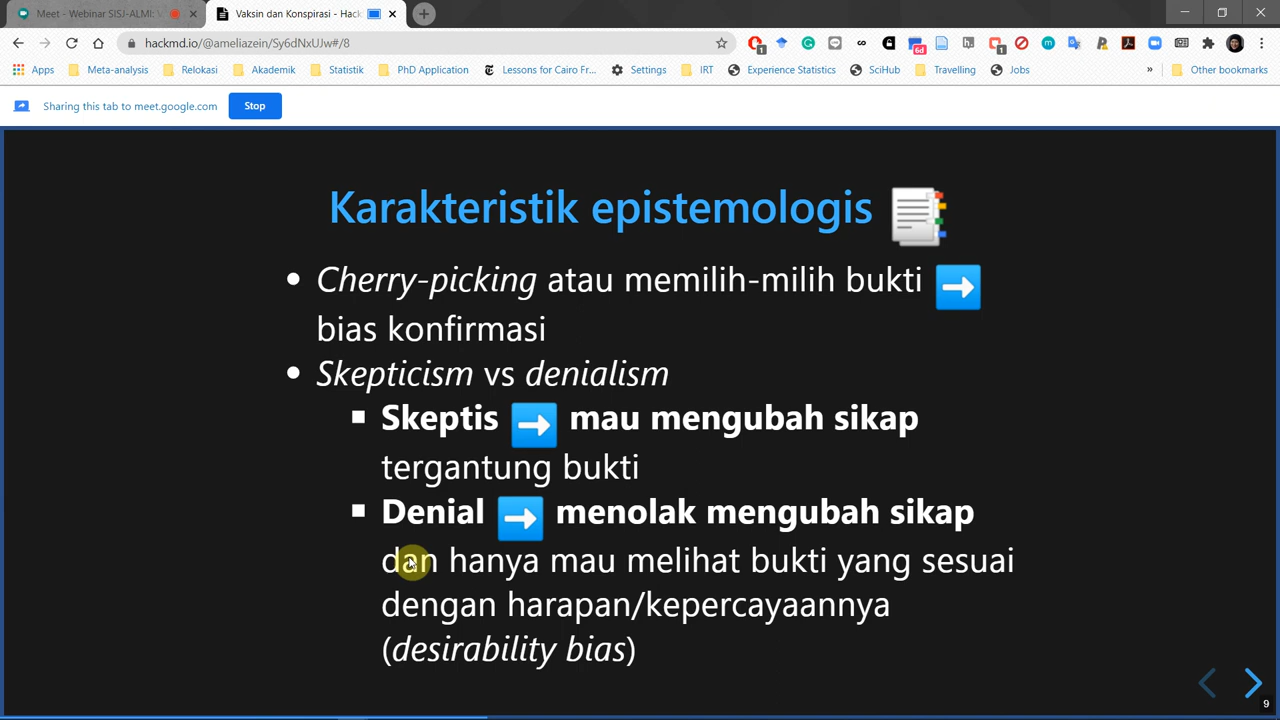 Meet - Webinar SISJ-ALMI: V
Vaksin dan Konspirasi - Hack
hackmd.io/@ameliazein/Sy6dNxUJw#/8
1
6d
1
Apps
Meta-analysis
Relokasi
Akademik
Statistik
PhD Application
Lessons for Cairo Fr...
Settings
IRT
Experience Statistics
SciHub
Travelling
Jobs
»
Other bookmarks
Sharing this tab to meet.google.com
Stop
Karakteristik epistemologis
• Cherry-picking atau memilih-milih bukti ➡
bias konfirmasi
• Skepticism vs denialism
▪ Skeptis ➡ mau mengubah sikap
tergantung bukti
▪ Denial ➡ menolak mengubah sikap
dan hanya mau melihat bukti yang sesuai
dengan harapan/kepercayaannya
(desirability bias)
9